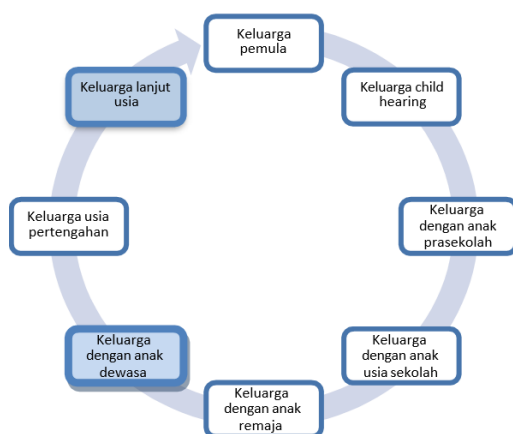 Keluarga
pemula
Keluarga child
hearing
Keluarga
dengan anak
prasekolah
Keluarga
dengan anak
usia sekolah
Keluarga
dengan anak
remaja
Keluarga
dengan anak
dewasa
Keluarga usia
pertengahan
Keluarga lanjut
usia